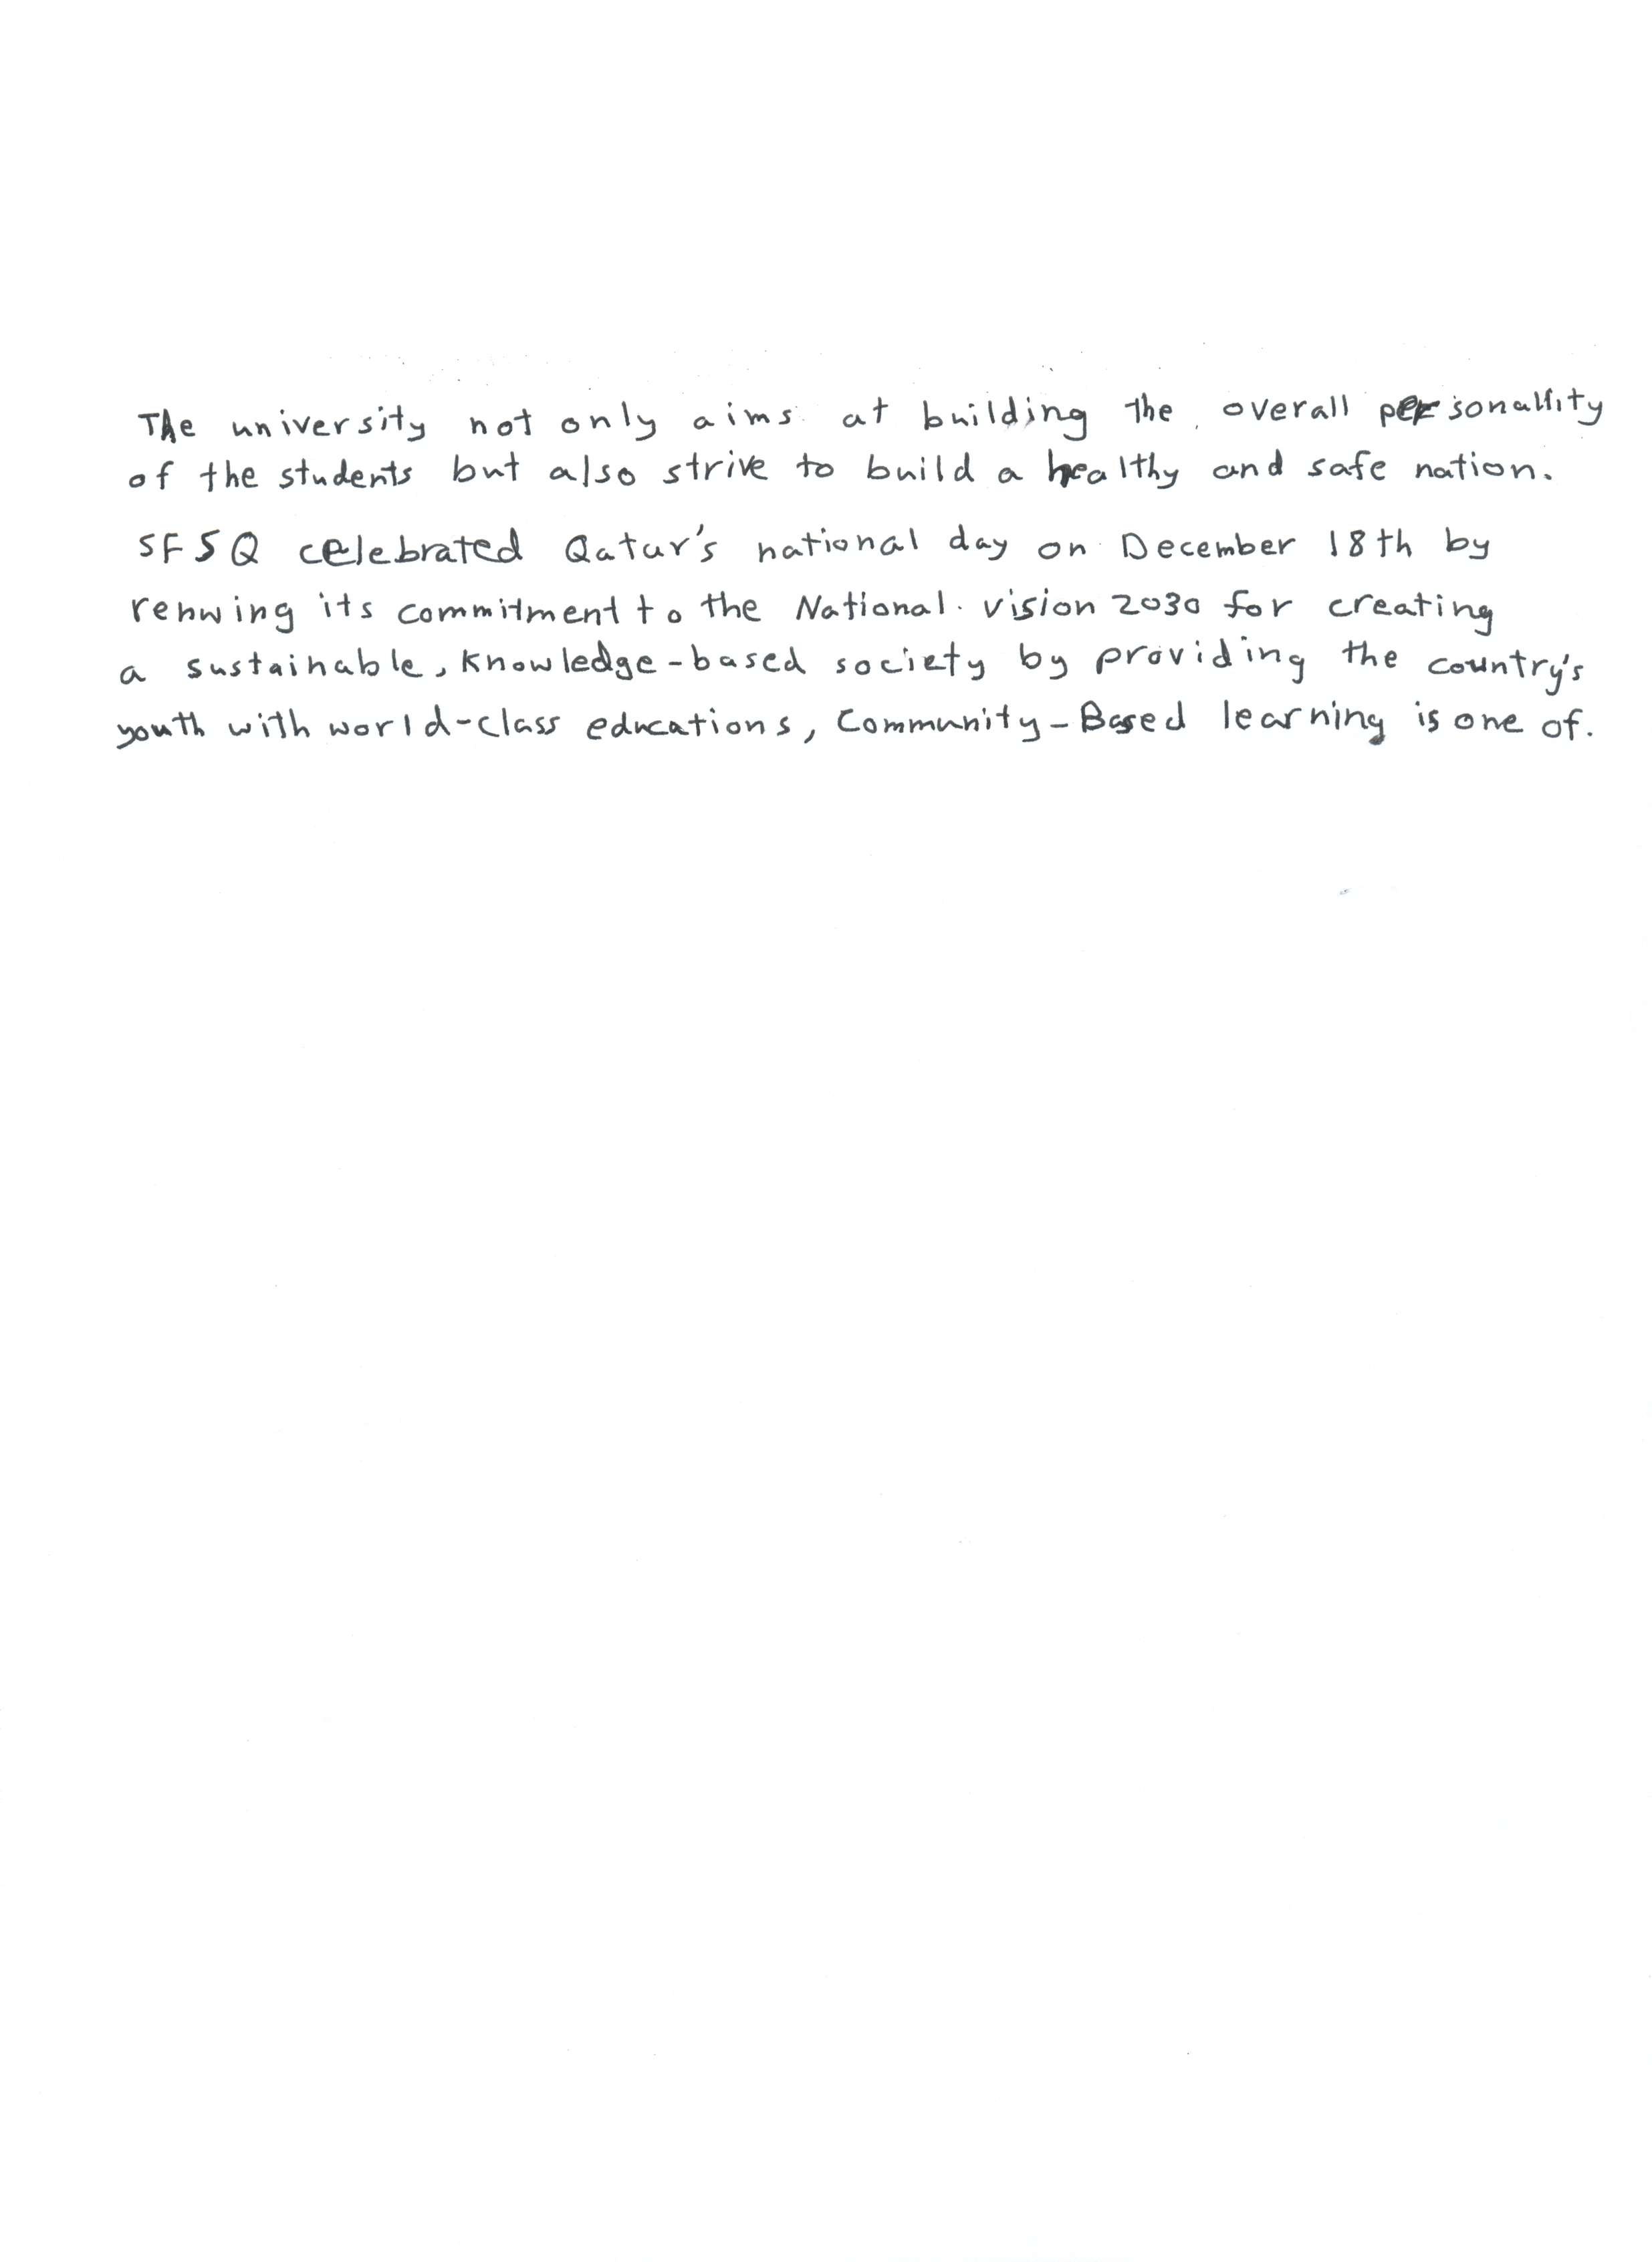 The university not only aims at building the overall personallity
of the students but also strive to build a healthy and safe nation.
SFSQ celebrated Qatar's national day on December 18th by
renwing its commitment to the National vision 2030 for creating
a sustainable, knowledge-based society by providing the country's
youth with world-class educations, Community-Based learning is one of.